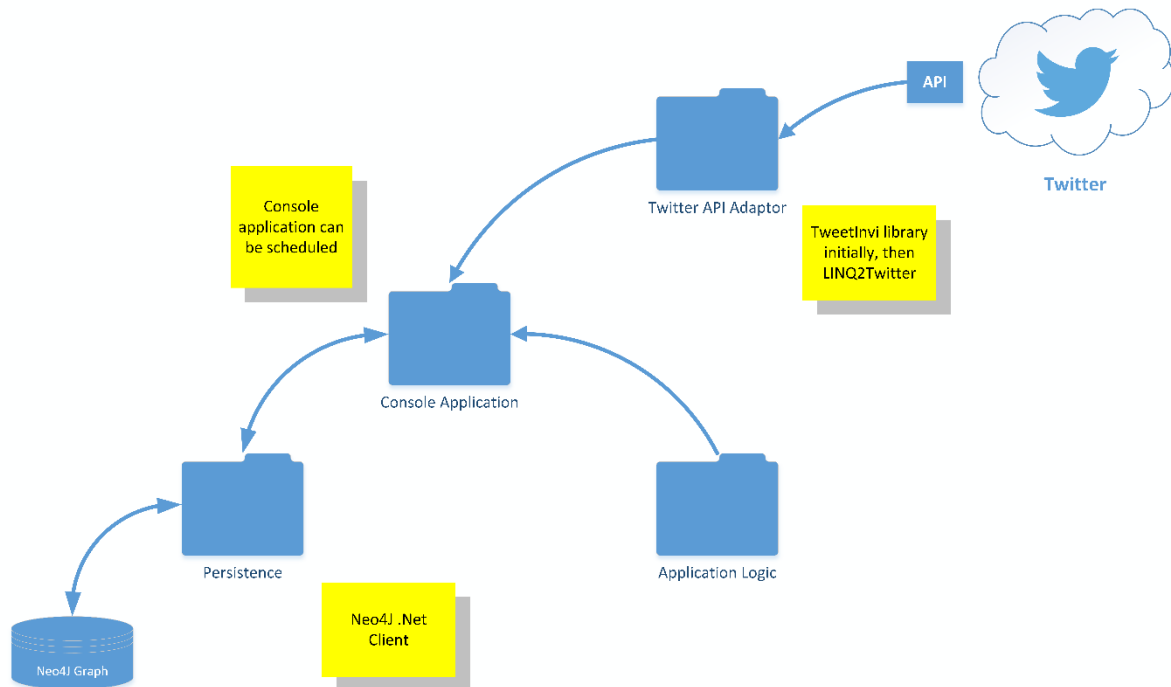 API
Twitter
Twitter API Adaptor
Console
application can
be scheduled
TweetInvi library
initially, then
LINQ2Twitter
Console Application
Persistence
Application Logic
Neo4J .Net
Client
Neo4J Graph